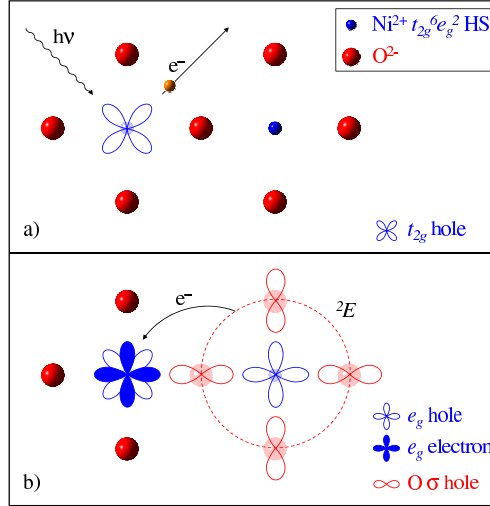 hν
e⁻
Ni²⁺ t₂g⁶eg² HS
O²⁻
a)
t₂g hole
e⁻
²E
eg hole
eg electron
O σ hole
b)